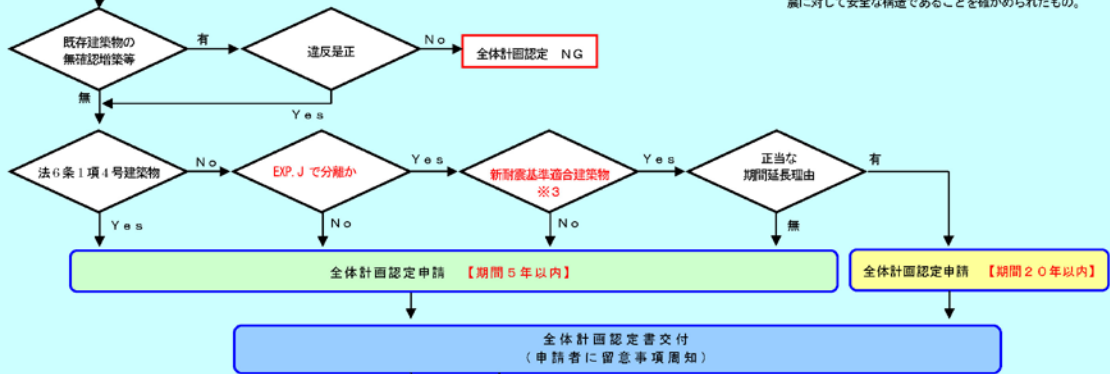 震に対して安全な構造であることを確かめられたもの。
既存建築物の
無確認増築等
有
違反是正
Ｎｏ
全体計画認定　ＮＧ
無
Ｙｅｓ
法６条１項４号建築物
Ｎｏ
EXP.J で分離か
Ｙｅｓ
新耐震基準適合建築物
※３
Ｙｅｓ
正当な
期間延長理由
有
Ｙｅｓ
Ｎｏ
Ｎｏ
無
全体計画認定申請　【期間５年以内】
全体計画認定申請　【期間２０年以内】
全体計画認定書交付
（申請者に留意事項周知）